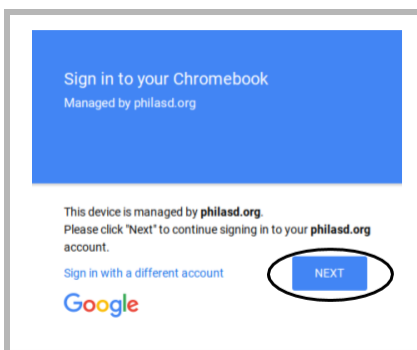 Sign in to your Chromebook
Managed by philasd.org
This device is managed by philasd.org.
Please click "Next" to continue signing in to your philasd.org
account.
Sign in with a different account
NEXT
Google